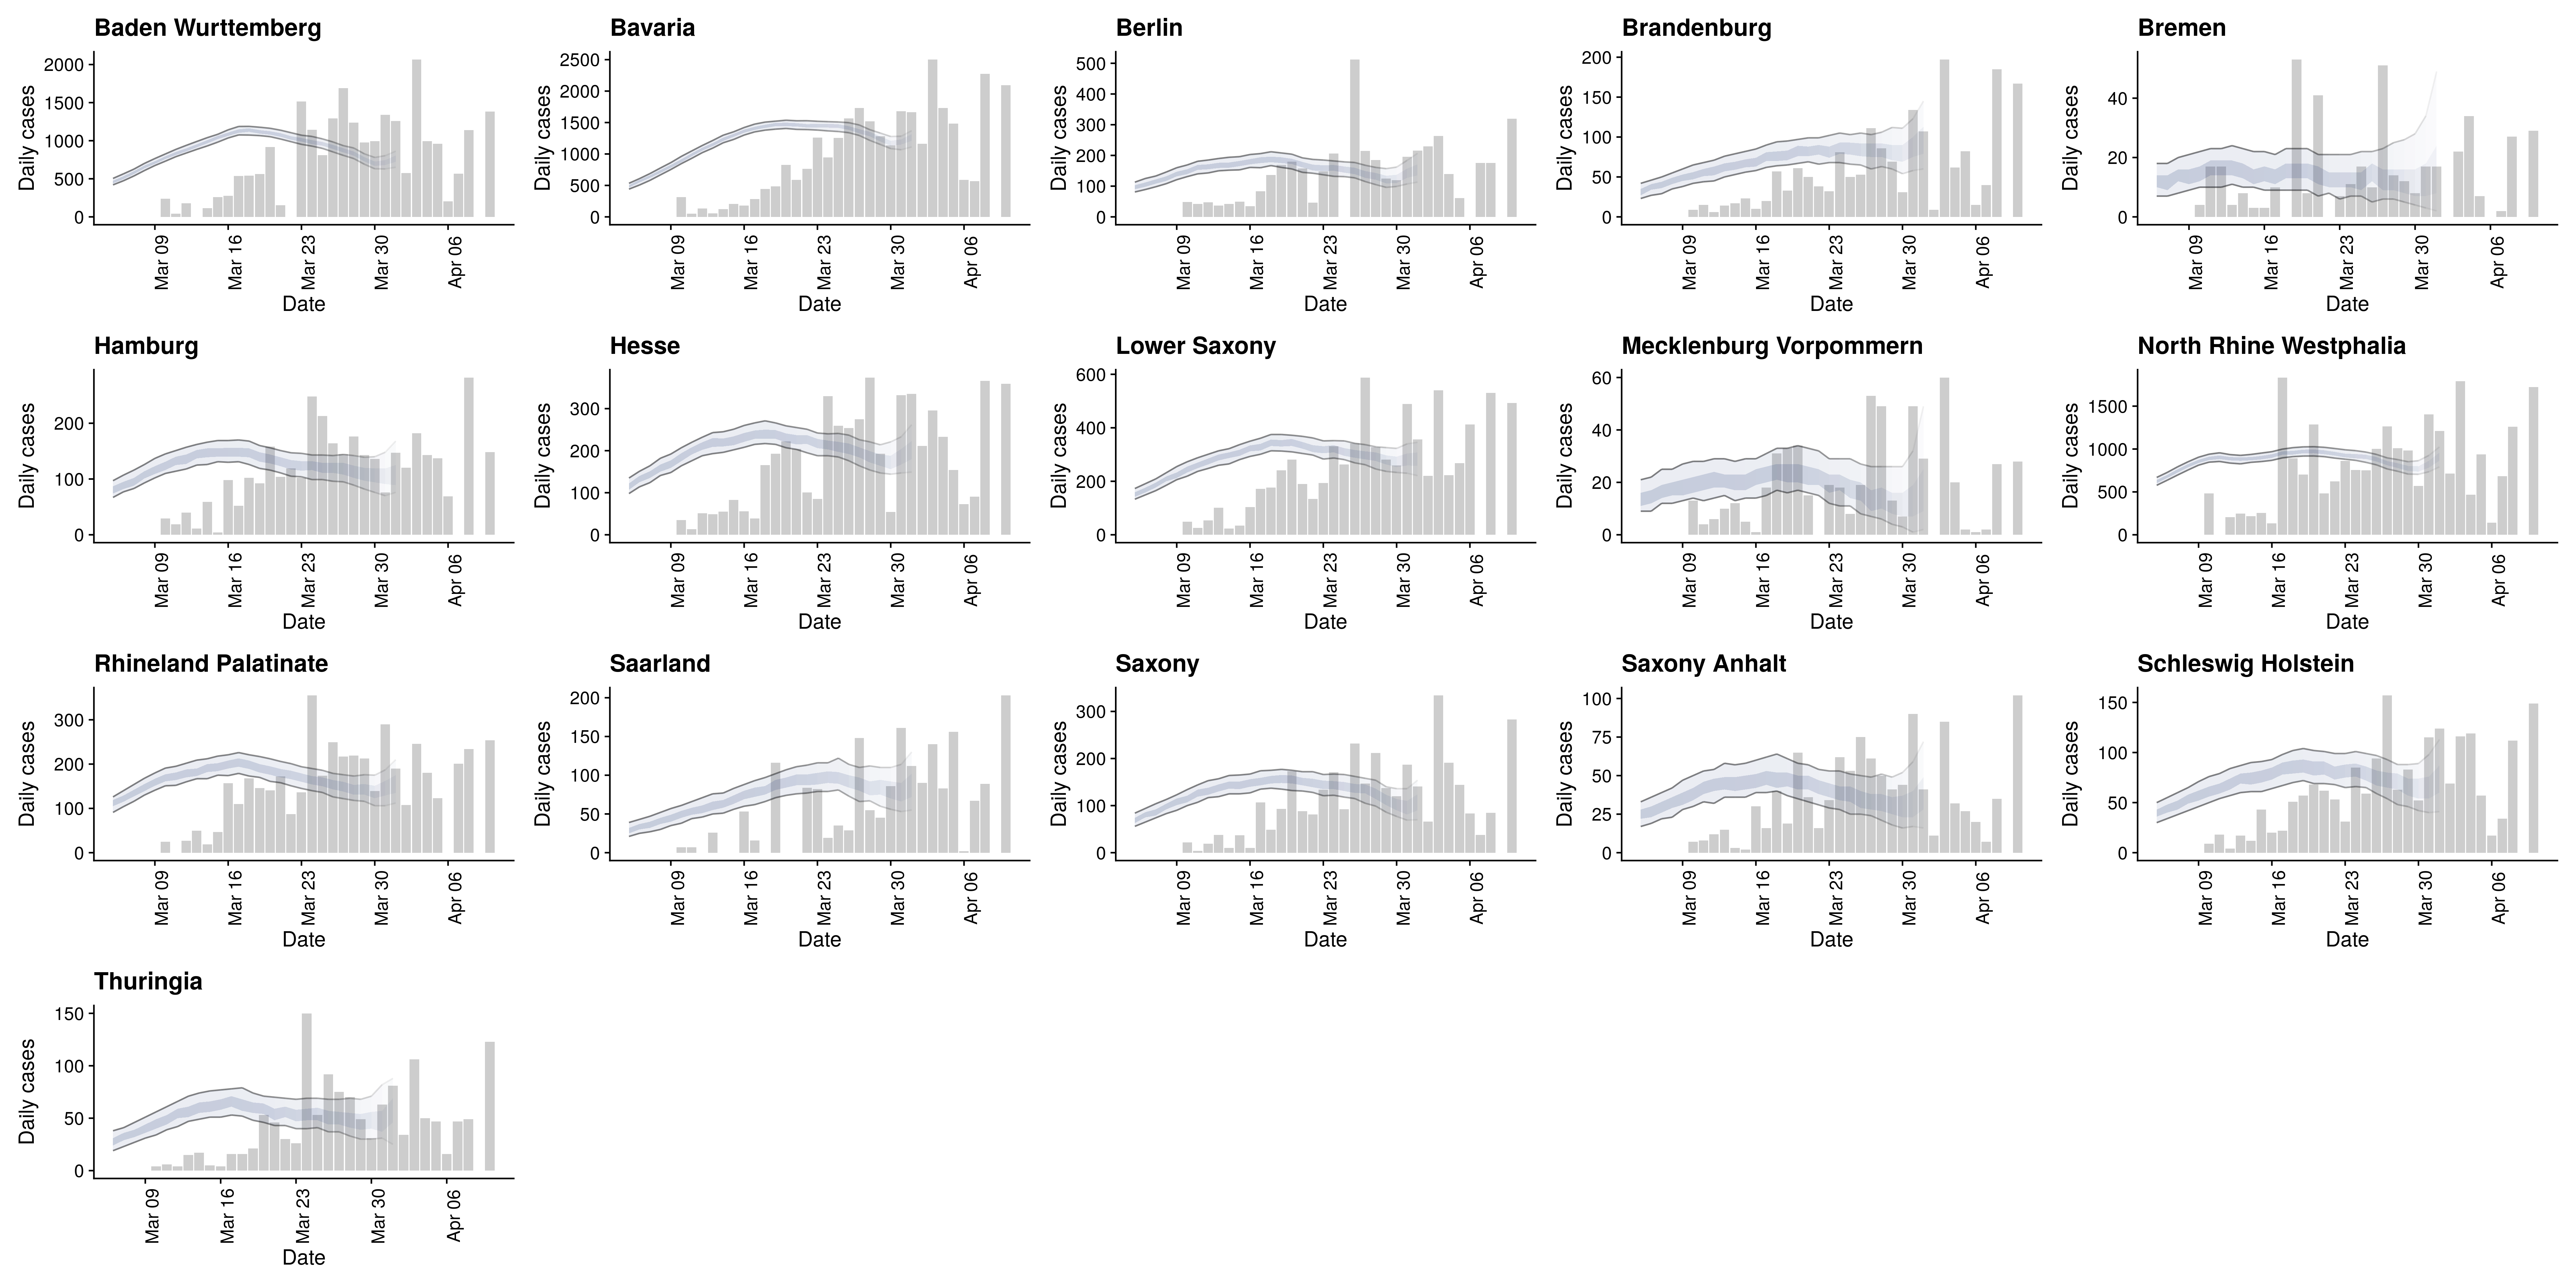 Baden Wurttemberg
Daily cases
2000
1500
1000
500
0
Mar 09
Mar 16
Mar 23
Mar 30
Apr 06
Date
Bavaria
Daily cases
2500
2000
1500
1000
500
0
Mar 09
Mar 16
Mar 23
Mar 30
Apr 06
Date
Berlin
Daily cases
500
400
300
200
100
0
Mar 09
Mar 16
Mar 23
Mar 30
Apr 06
Date
Brandenburg
Daily cases
200
150
100
50
0
Mar 09
Mar 16
Mar 23
Mar 30
Apr 06
Date
Bremen
Daily cases
40
20
0
Mar 09
Mar 16
Mar 23
Mar 30
Apr 06
Date
Hamburg
Daily cases
200
100
0
Mar 09
Mar 16
Mar 23
Mar 30
Apr 06
Date
Hesse
Daily cases
300
200
100
0
Mar 09
Mar 16
Mar 23
Mar 30
Apr 06
Date
Lower Saxony
Daily cases
600
400
200
0
Mar 09
Mar 16
Mar 23
Mar 30
Apr 06
Date
Mecklenburg Vorpommern
Daily cases
60
40
20
0
Mar 09
Mar 16
Mar 23
Mar 30
Apr 06
Date
North Rhine Westphalia
Daily cases
1500
1000
500
0
Mar 09
Mar 16
Mar 23
Mar 30
Apr 06
Date
Rhineland Palatinate
Daily cases
300
200
100
0
Mar 09
Mar 16
Mar 23
Mar 30
Apr 06
Date
Saarland
Daily cases
200
150
100
50
0
Mar 09
Mar 16
Mar 23
Mar 30
Apr 06
Date
Saxony
Daily cases
300
200
100
0
Mar 09
Mar 16
Mar 23
Mar 30
Apr 06
Date
Saxony Anhalt
Daily cases
100
75
50
25
0
Mar 09
Mar 16
Mar 23
Mar 30
Apr 06
Date
Schleswig Holstein
Daily cases
150
100
50
0
Mar 09
Mar 16
Mar 23
Mar 30
Apr 06
Date
Thuringia
Daily cases
150
100
50
0
Mar 09
Mar 16
Mar 23
Mar 30
Apr 06
Date